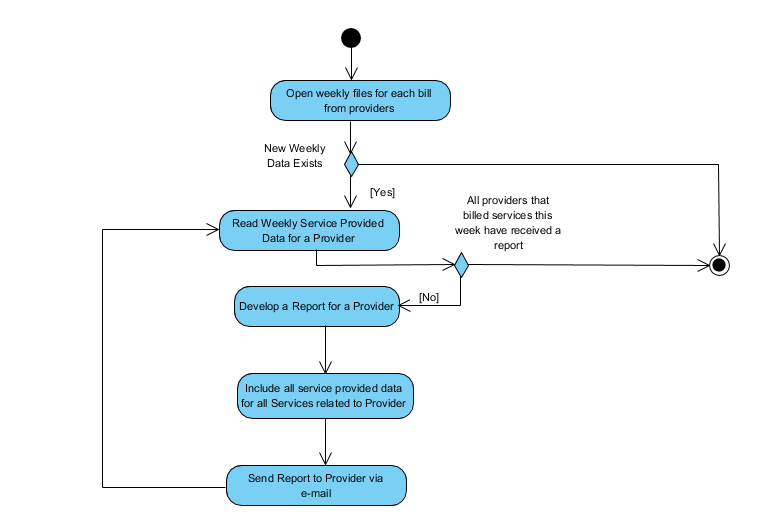 Open weekly files for each bill
from providers
New Weekly
Data Exists
[Yes]
All providers that
billed services this
week have received a
report
Read Weekly Service Provided
Data for a Provider
[No]
Develop a Report for a Provider
Include all service provided data
for all Services related to Provider
Send Report to Provider via
e-mail